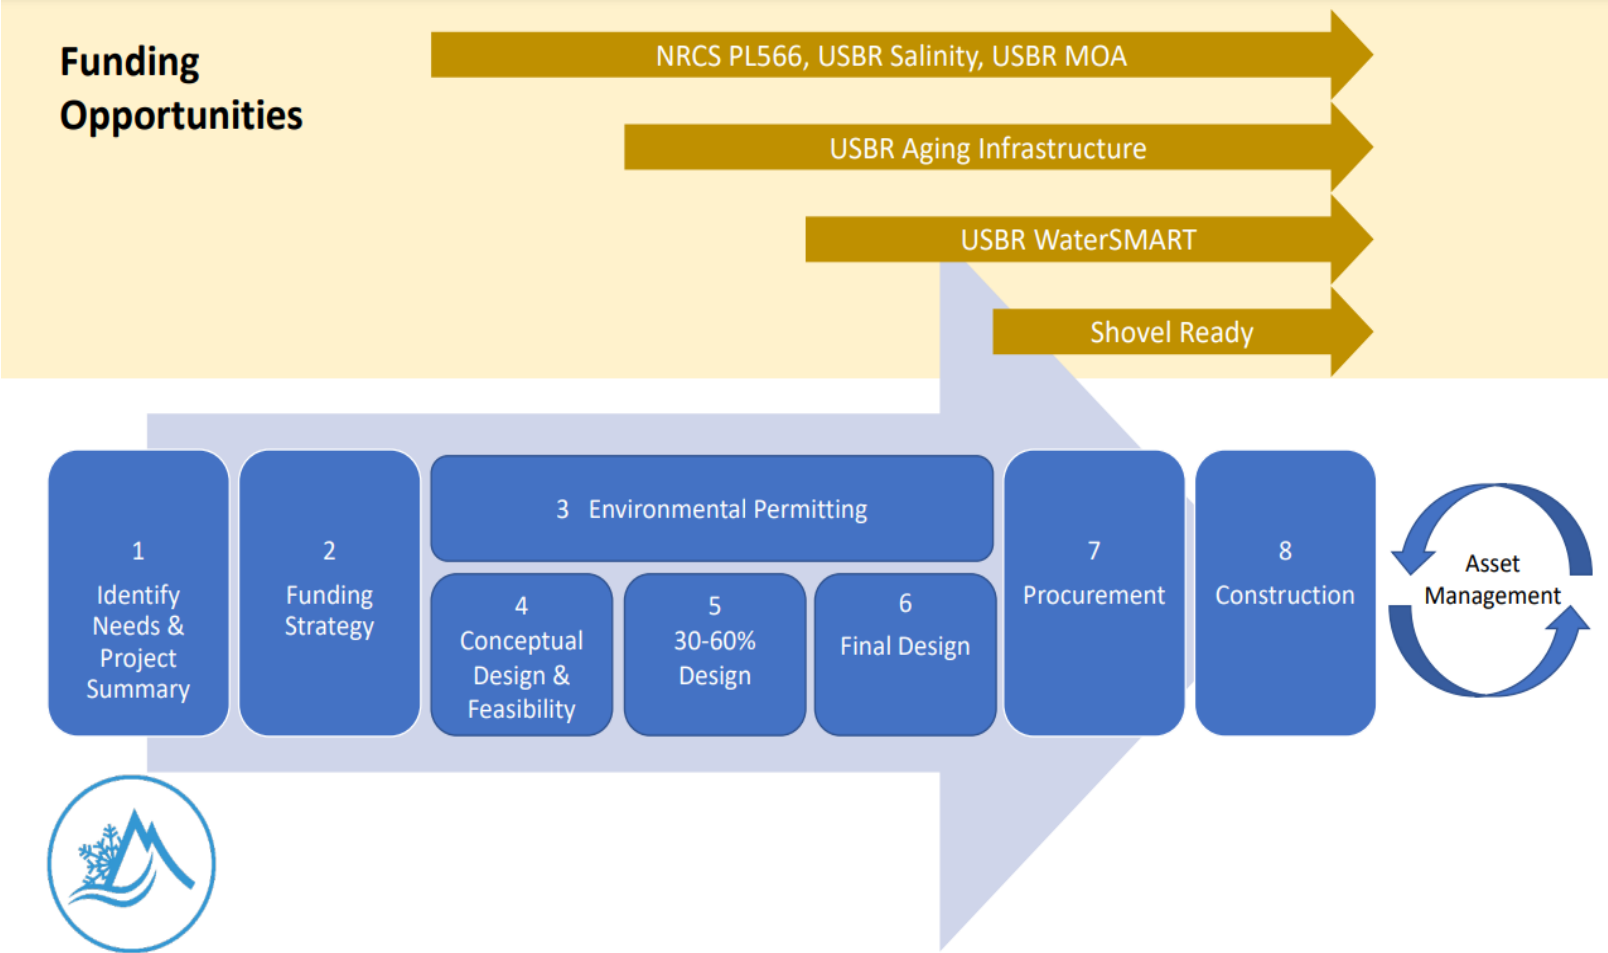 Funding
Opportunities
NRCS PL566, USBR Salinity, USBR MOA
USBR Aging Infrastructure
USBR WaterSMART
Shovel Ready
1
Identify
Needs &
Project
Summary
2
Funding
Strategy
3 Environmental Permitting
4
Conceptual
Design &
Feasibility
5
30-60%
Design
6
Final Design
7
Procurement
8
Construction
Asset
Management